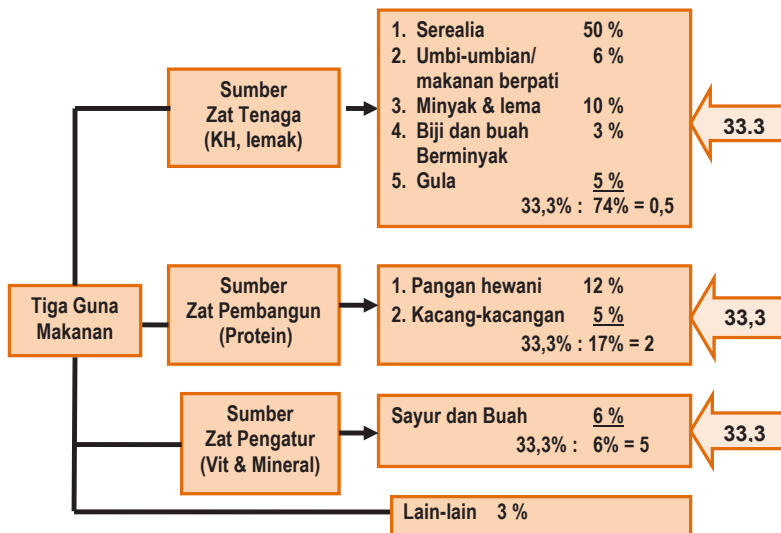 Tiga Guna
Makanan
Sumber
Zat Tenaga
(KH, lemak)
1. Serealia 50 %
2. Umbi-umbian/ 6 %
makanan berpati
3. Minyak & lema 10 %
4. Biji dan buah 3 %
Berminyak
5. Gula 5 %
33,3% : 74% = 0,5
33.3
Sumber
Zat Pembangun
(Protein)
1. Pangan hewani 12 %
2. Kacang-kacangan 5 %
33,3% : 17% = 2
33,3
Sumber
Zat Pengatur
(Vit & Mineral)
Sayur dan Buah 6 %
33,3% : 6% = 5
33.3
Lain-lain 3 %